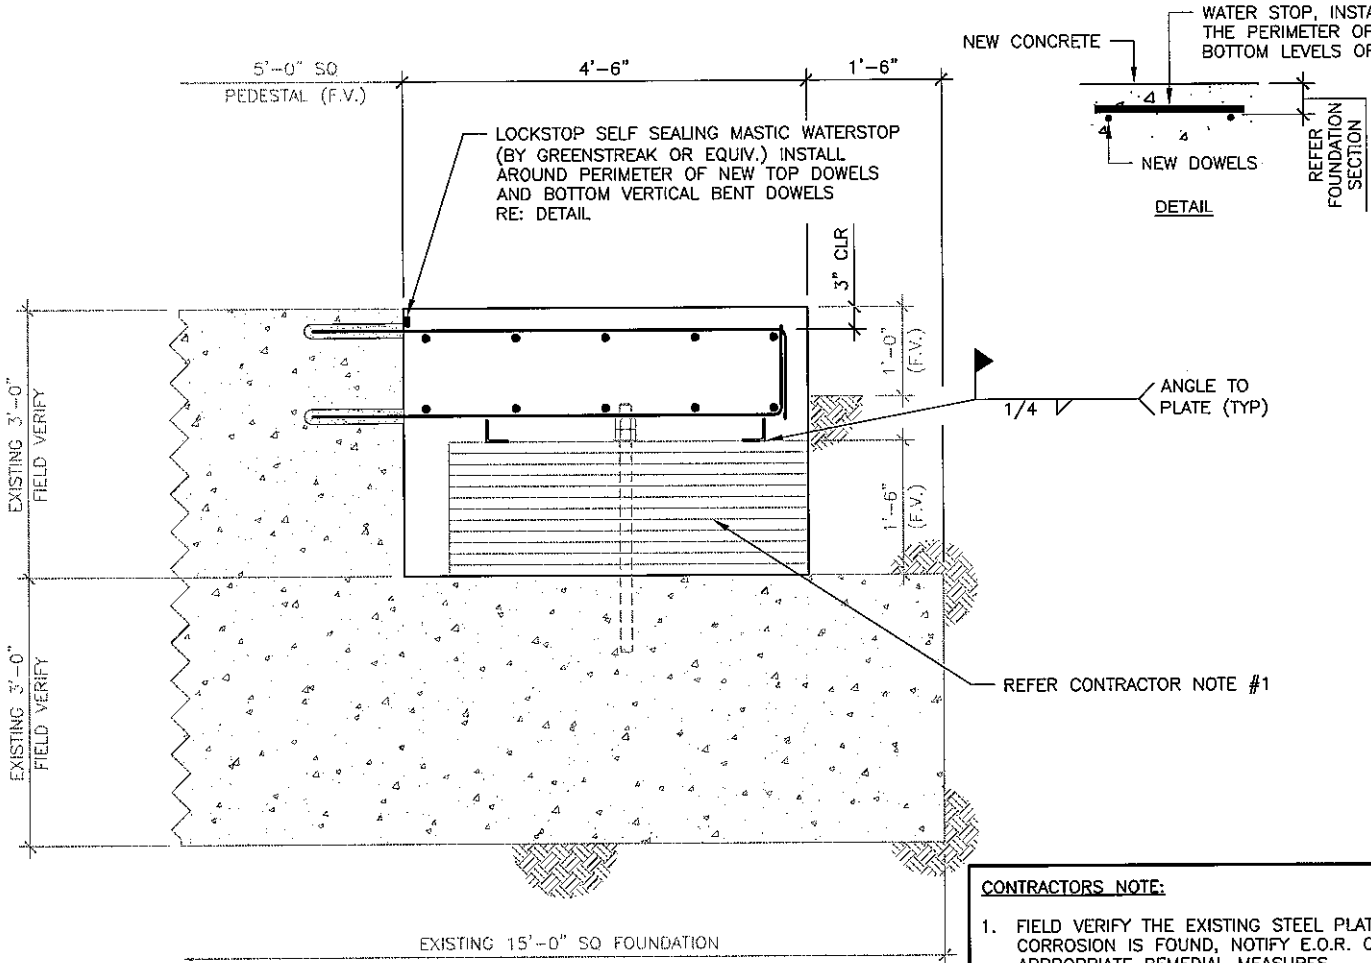 WATER STOP, INSTA
THE PERIMETER OF
BOTTOM LEVELS OF
NEW CONCRETE
5'-0" SQ
PEDESTAL (F.V.)
4'-6"
1'-6"
LOCKSTOP SELF SEALING MASTIC WATERSTOP
(BY GREENSTREAK OR EQUIV.) INSTALL
AROUND PERIMETER OF NEW TOP DOWELS
AND BOTTOM VERTICAL BENT DOWELS
RE: DETAIL
NEW DOWELS
REFER
FOUNDATION
SECTION
DETAIL
3" CLR
EXISTING 3'-0"
FIELD VERIFY
1'-0"
(F.V.)
1/4
ANGLE TO
PLATE (TYP)
1'-6"
(F.V.)
EXISTING 3'-0"
FIELD VERIFY
REFER CONTRACTOR NOTE #1
CONTRACTORS NOTE:
1. FIELD VERIFY THE EXISTING STEEL PLAT
CORROSION IS FOUND, NOTIFY E.O.R.
APPROPRIATE REMEDIAL MEASURES
EXISTING 15'-0" SQ FOUNDATION